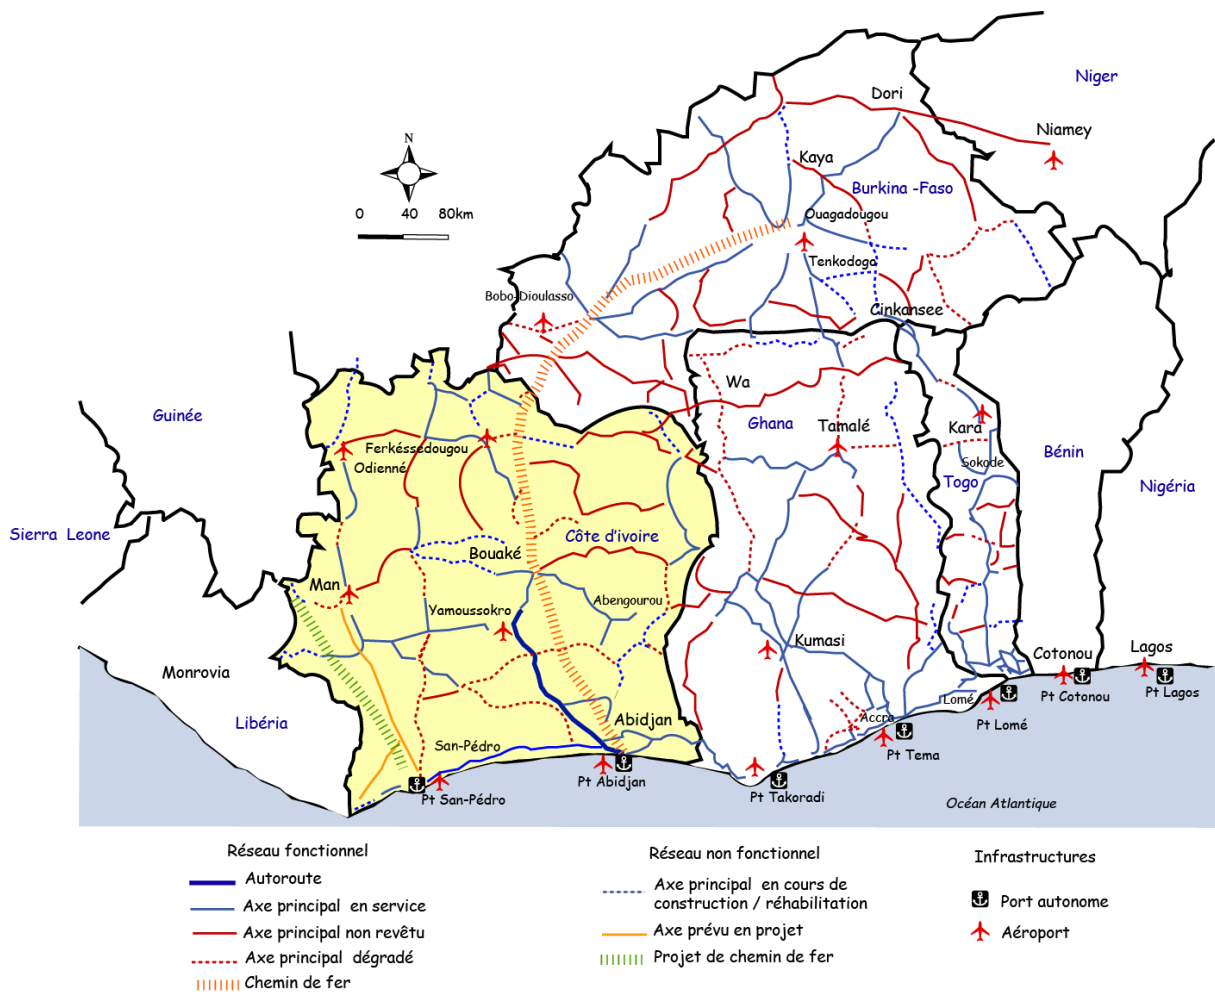 Niger
Dori
Niamey
N
Kaya
Burkina -Faso
0 40 80km
Ouagadougou
Tenkodogo
Bobo-Dioulasso
Cinkansee
Wa
Guinée
Ghana
Tamalé
Kara
Ferkéssédougou
Odienné
Bénin
Sokode
Togo
Nigéria
Sierra Leone
Côte d'ivoire
Bouaké
Man
Abengourou
Yamoussokro
Kumasi
Cotonou
Lagos
Monrovia
Pt Cotonou
Pt Lagos
Lomé
Libéria
Abidjan
Accra
Pt Lomé
San-Pédro
Pt Tema
Pt Abidjan
Pt San-Pédro
Pt Takoradi
Océan Atlantique
Réseau fonctionnel
Autoroute
Axe principal en service
Axe principal non revêtu
Axe principal dégradé
Chemin de fer
Réseau non fonctionnel
Axe principal en cours de
construction / réhabilitation
Axe prévu en projet
Projet de chemin de fer
Infrastructures
Port autonome
Aéroport